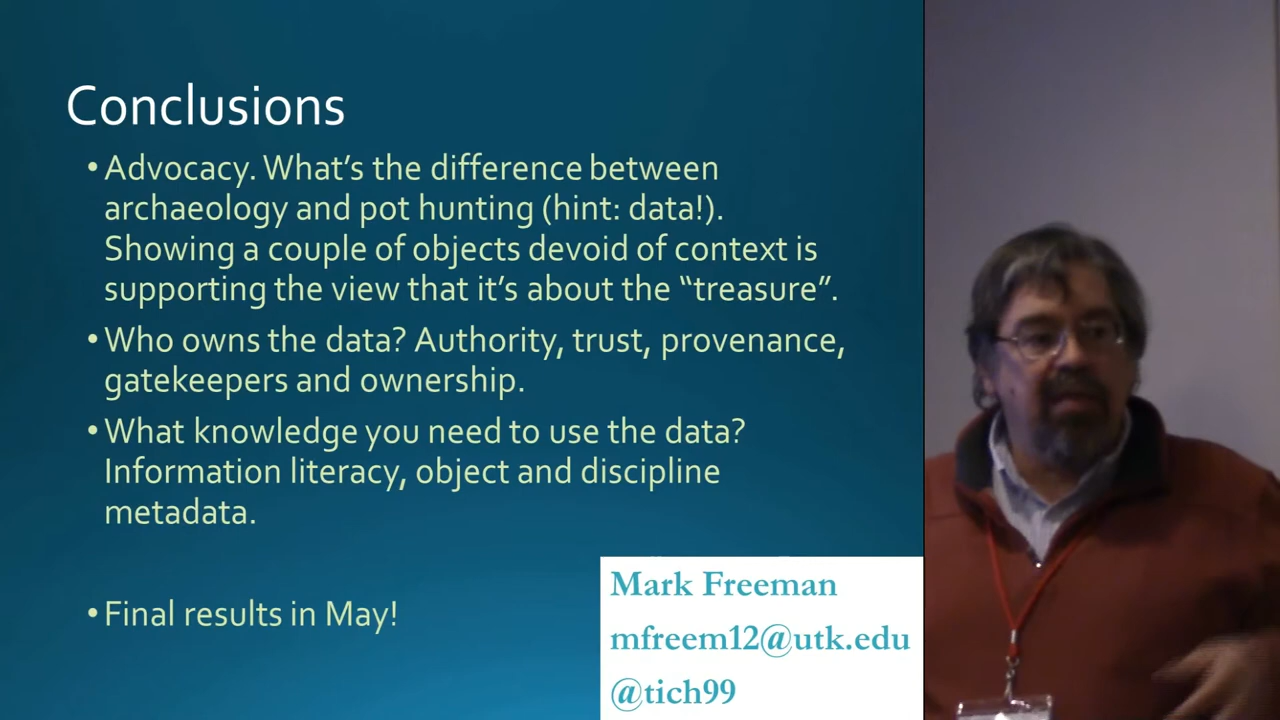 Conclusions
• Advocacy. What's the difference between
archaeology and pot hunting (hint: data!).
Showing a couple of objects devoid of context is
supporting the view that it's about the “treasure”.
• Who owns the data? Authority, trust, provenance,
gatekeepers and ownership.
• What knowledge you need to use the data?
Information literacy, object and discipline
metadata.
• Final results in May!
Mark Freeman
mfreem12@utk.edu
@tich99